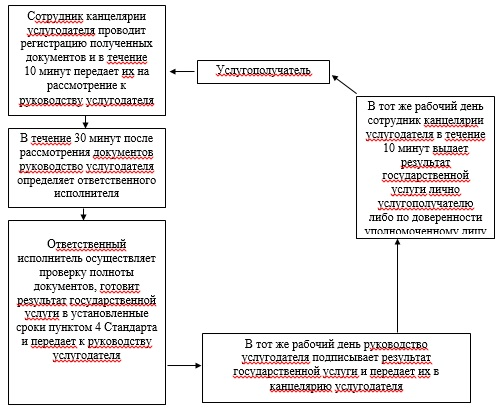 Сотрудник канцелярии
услугодателя проводит
регистрацию полученных
документов и в течение
10 минут передает их на
рассмотрение к
руководству услугодателя
Услугополучатель
В тот же рабочий день
сотрудник канцелярии
услугодателя в течение
10 минут выдает
результат
государственной
услуги лично
услугополучателю
либо по доверенности
уполномоченному лицу
В течение 30 минут после
рассмотрения документов
руководство услугодателя
определяет ответственного
исполнителя
Ответственный
исполнитель осуществляет
проверку полноты
документов, готовит
результат государственной
услуги в установленные
сроки пунктом 4 Стандарта
и передает к руководству
услугодателя
В тот же рабочий день руководство
услугодателя подписывает результат
государственной услуги и передает их в
канцелярию услугодателя